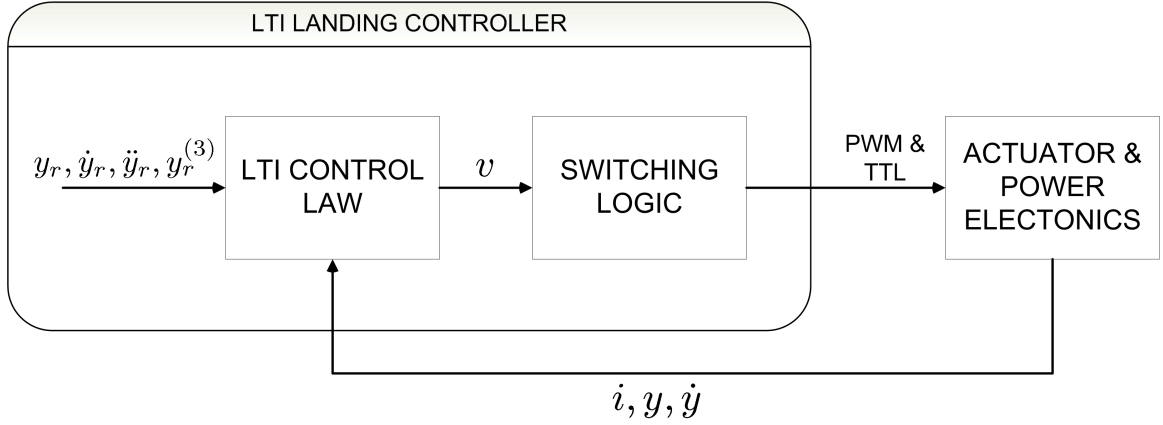 LTI LANDING CONTROLLER
$y_r, \dot{y}_r, \ddot{y}_r, y_r^{(3)}$
LTI CONTROL
LAW
$v$
SWITCHING
LOGIC
PWM &
TTL
ACTUATOR &
POWER
ELECTONICS
$i, y, \dot{y}$